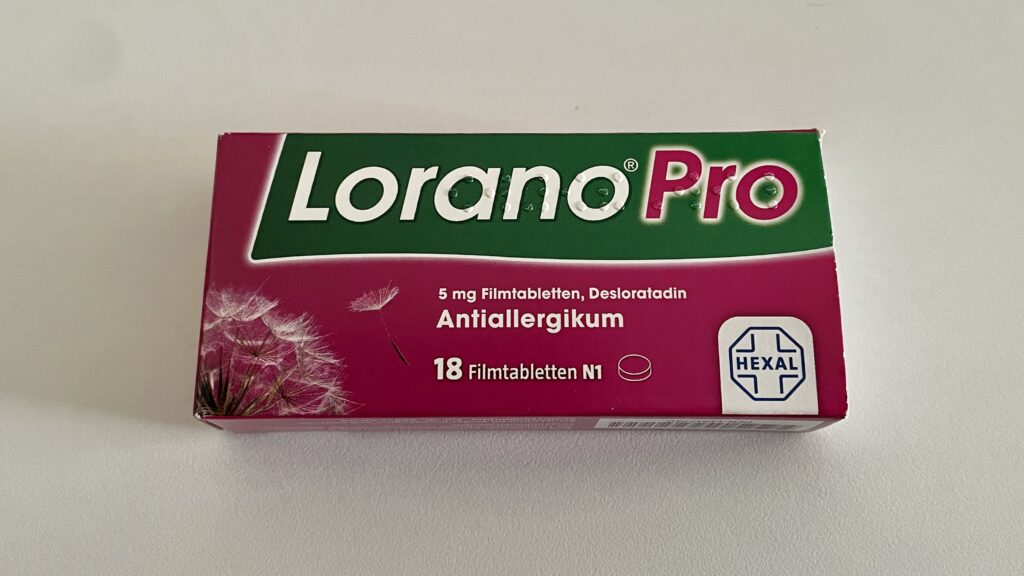 Lorano® Pro
5 mg Filmtabletten, Desloratadin
Antiallergikum
18 Filmtabletten N1
HEXAL